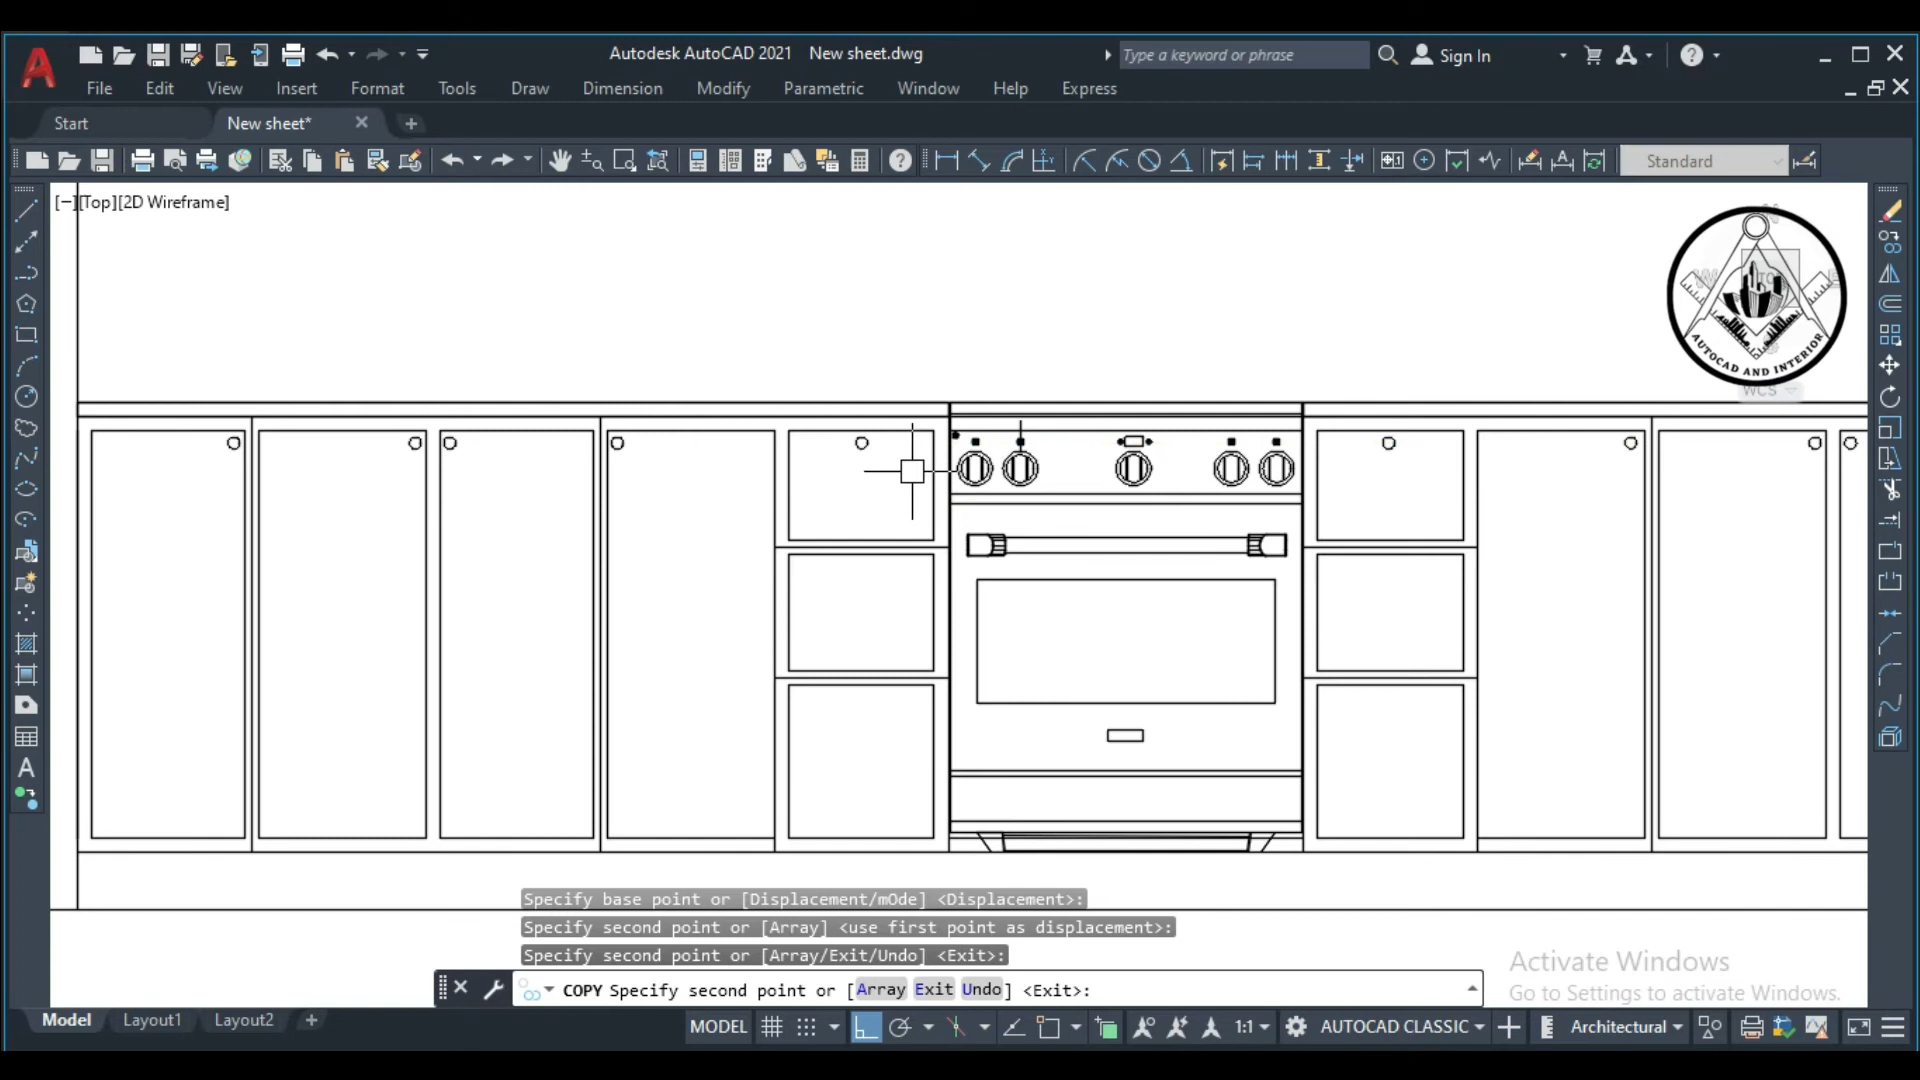 Autodesk AutoCAD 2021 New sheet.dwg
Type a keyword or phrase
Sign In
File Edit View Insert Format Tools Draw Dimension Modify Parametric Window Help Express
Start New sheet*
Standard
[−][Top][2D Wireframe]
AUTOCAD AND INTERIOR
WCS
Specify base point or [Displacement/mOde] <Displacement>:
Specify second point or [Array] <use first point as displacement>:
Specify second point or [Array/Exit/Undo] <Exit>:
COPY Specify second point or [Array Exit Undo] <Exit>:
Activate Windows
Go to Settings to activate Windows.
Model Layout1 Layout2
MODEL 1:1 AUTOCAD CLASSIC Architectural